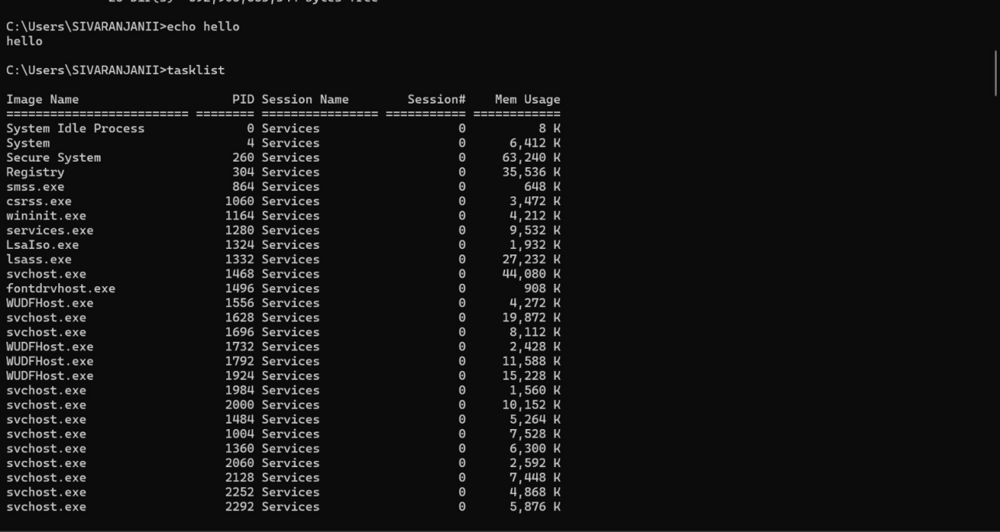 C:\Users\SIVARANJANII>echo hello
hello
C:\Users\SIVARANJANII>tasklist
Image Name                     PID Session Name        Session#    Mem Usage
========================= ======== ================ =========== ============
System Idle Process              0 Services                   0          8 K
System                           4 Services                   0      6,412 K
Secure System                  260 Services                   0     63,240 K
Registry                       304 Services                   0     35,536 K
smss.exe                       864 Services                   0        648 K
csrss.exe                     1060 Services                   0      3,472 K
wininit.exe                   1164 Services                   0      4,212 K
services.exe                  1280 Services                   0      9,532 K
LsaIso.exe                    1324 Services                   0      1,932 K
lsass.exe                     1332 Services                   0     27,232 K
svchost.exe                   1468 Services                   0     44,080 K
fontdrvhost.exe               1496 Services                   0        908 K
WUDFHost.exe                  1556 Services                   0      4,272 K
svchost.exe                   1628 Services                   0     19,872 K
svchost.exe                   1696 Services                   0      8,112 K
WUDFHost.exe                  1732 Services                   0      2,428 K
WUDFHost.exe                  1792 Services                   0     11,588 K
WUDFHost.exe                  1924 Services                   0     15,228 K
svchost.exe                   1984 Services                   0      1,560 K
svchost.exe                   2000 Services                   0     10,152 K
svchost.exe                   1484 Services                   0      5,264 K
svchost.exe                   1004 Services                   0      7,528 K
svchost.exe                   1360 Services                   0      6,300 K
svchost.exe                   2060 Services                   0      2,592 K
svchost.exe                   2128 Services                   0      7,448 K
svchost.exe                   2252 Services                   0      4,868 K
svchost.exe                   2292 Services                   0      5,876 K